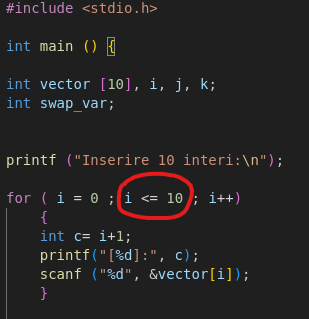 #include <stdio.h>
int main () {
int vector [10], i, j, k;
int swap_var;
printf ("Inserire 10 interi:\n");
for ( i = 0 ; i <= 10 ; i++)
{
int c= i+1;
printf("[%d]:", c);
scanf ("%d", &vector[i]);
}